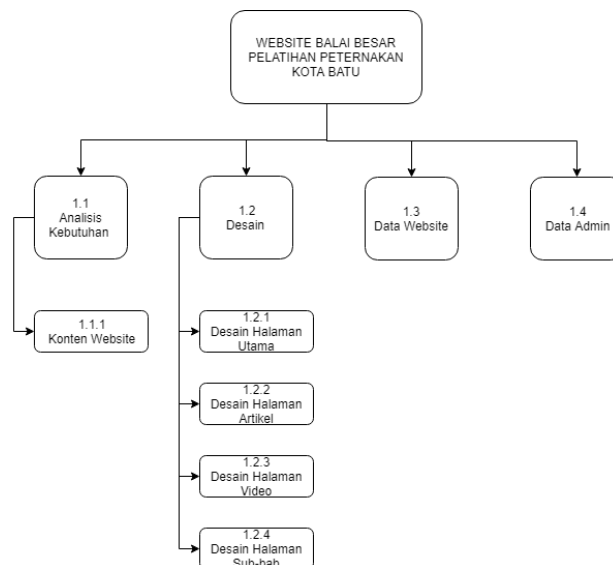 WEBSITE BALAI BESAR
PELATIHAN PETERNAKAN
KOTA BATU
1.1
Analisis
Kebutuhan
1.2
Desain
1.3
Data Website
1.4
Data Admin
1.1.1
Konten Website
1.2.1
Desain Halaman
Utama
1.2.2
Desain Halaman
Artikel
1.2.3
Desain Halaman
Video
1.2.4
Desain Halaman
Sub-bab